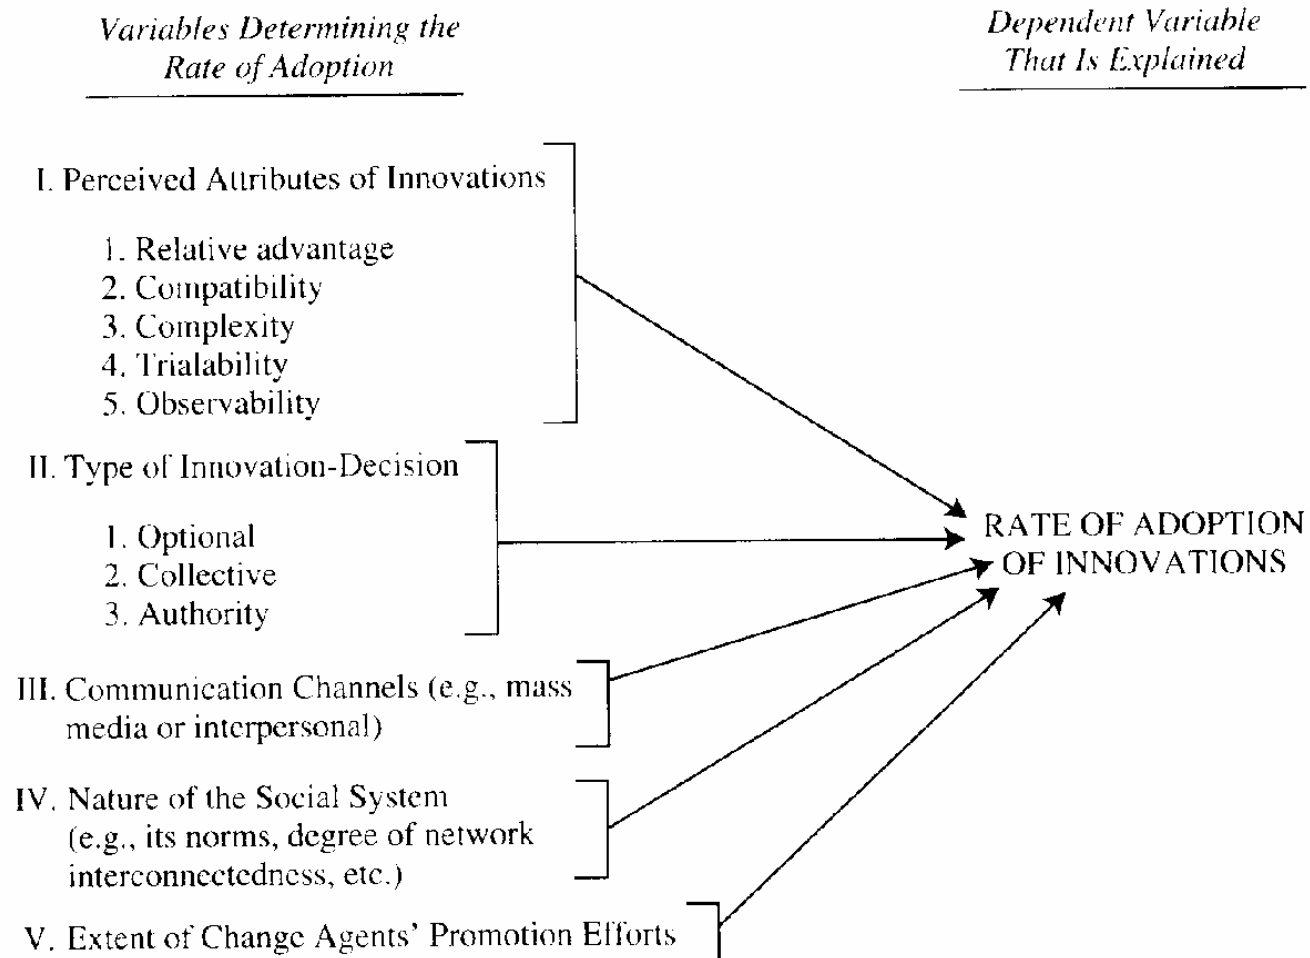 Variables Determining the
Rate of Adoption
Dependent Variable
That Is Explained
I. Perceived Attributes of Innovations
1. Relative advantage
2. Compatibility
3. Complexity
4. Trialability
5. Observability
II. Type of Innovation-Decision
1. Optional
2. Collective
3. Authority
RATE OF ADOPTION
OF INNOVATIONS
III. Communication Channels (e.g., mass
media or interpersonal)
IV. Nature of the Social System
(e.g., its norms, degree of network
interconnectedness, etc.)
V. Extent of Change Agents' Promotion Efforts